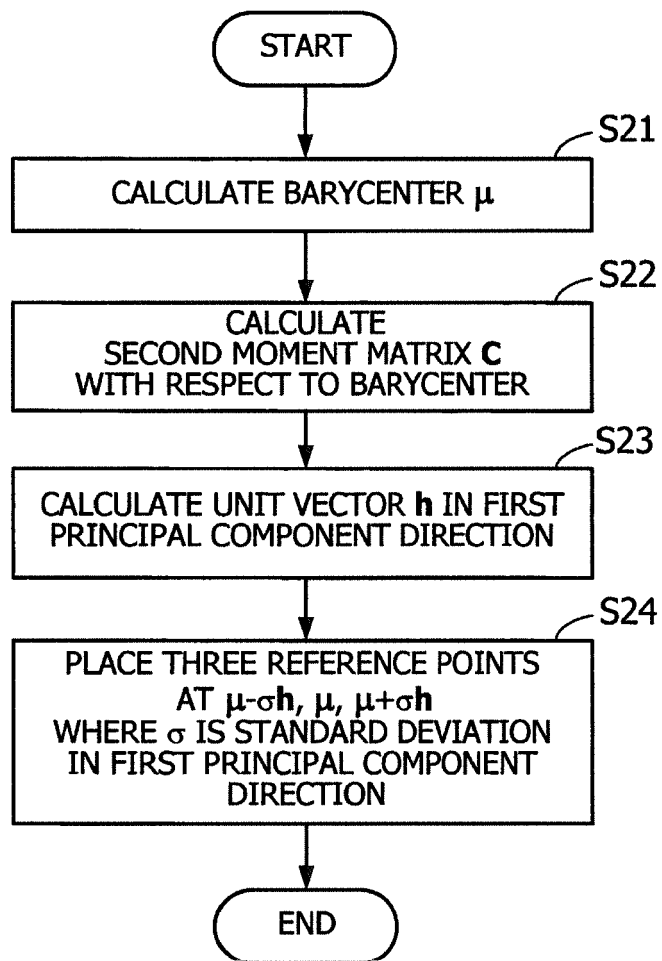 START
S21
CALCULATE BARYCENTER μ
S22
CALCULATE
SECOND MOMENT MATRIX C
WITH RESPECT TO BARYCENTER
S23
CALCULATE UNIT VECTOR h IN FIRST
PRINCIPAL COMPONENT DIRECTION
S24
PLACE THREE REFERENCE POINTS
AT μ-σh, μ, μ+σh
WHERE σ IS STANDARD DEVIATION
IN FIRST PRINCIPAL COMPONENT
DIRECTION
END